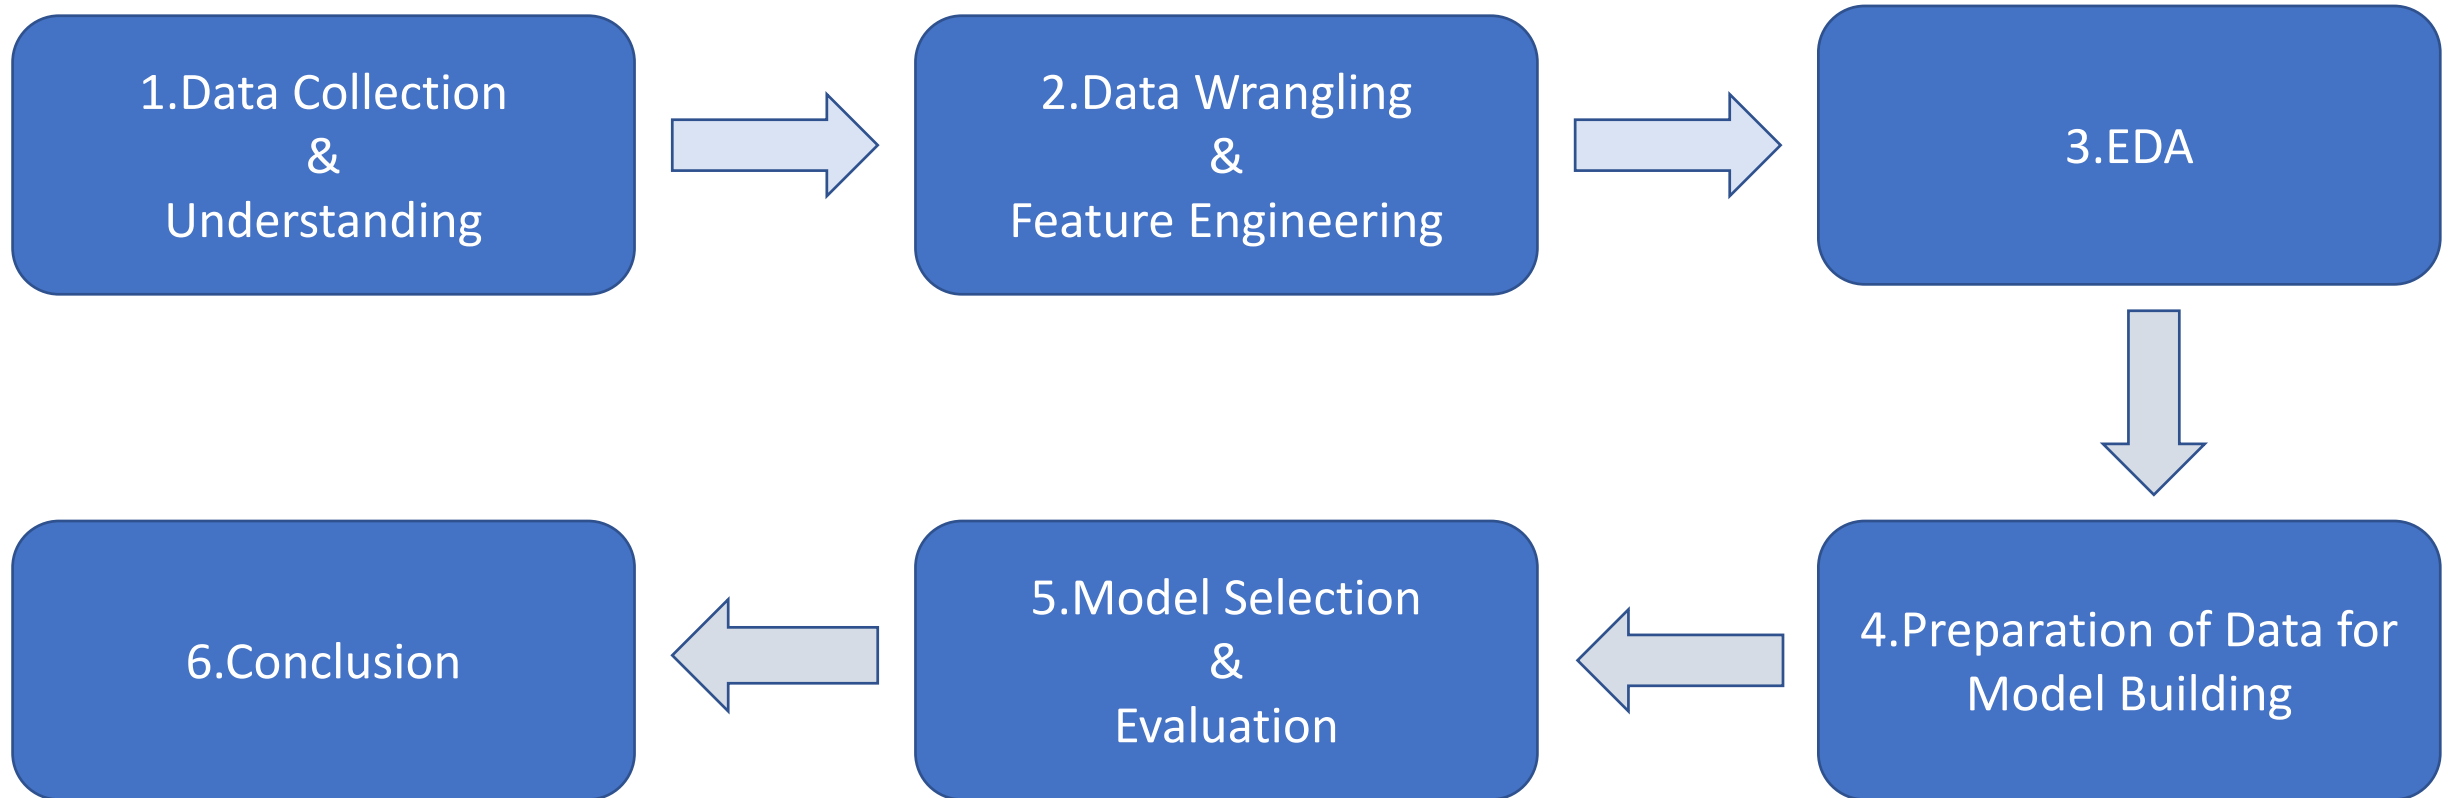 1.Data Collection
&
Understanding
2.Data Wrangling
&
Feature Engineering
3.EDA
4.Preparation of Data for
Model Building
5.Model Selection
&
Evaluation
6.Conclusion